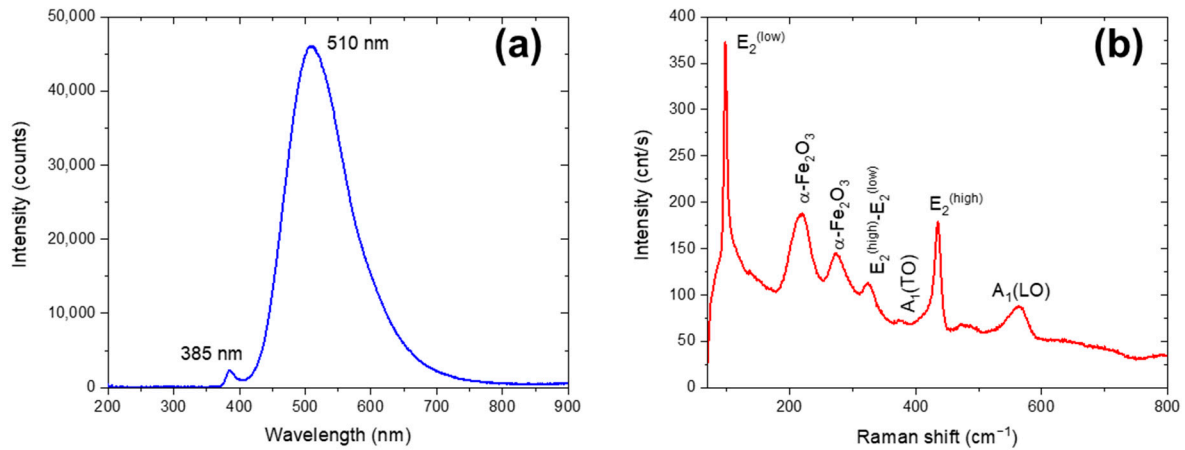 (a)
50,000
40,000
30,000
20,000
10,000
0
Intensity (counts)
510 nm
385 nm
200 300 400 500 600 700 800 900
Wavelength (nm)
(b)
400
350
300
250
200
150
100
50
0
Intensity (cnt/s)
E₂⁽ˡᵒʷ⁾
α-Fe₂O₃
α-Fe₂O₃
E₂⁽ʰⁱᵍʰ⁾-E₂⁽ˡᵒʷ⁾
A₁(TO)
E₂⁽ʰⁱᵍʰ⁾
A₁(LO)
200 400 600 800
Raman shift (cm⁻¹)